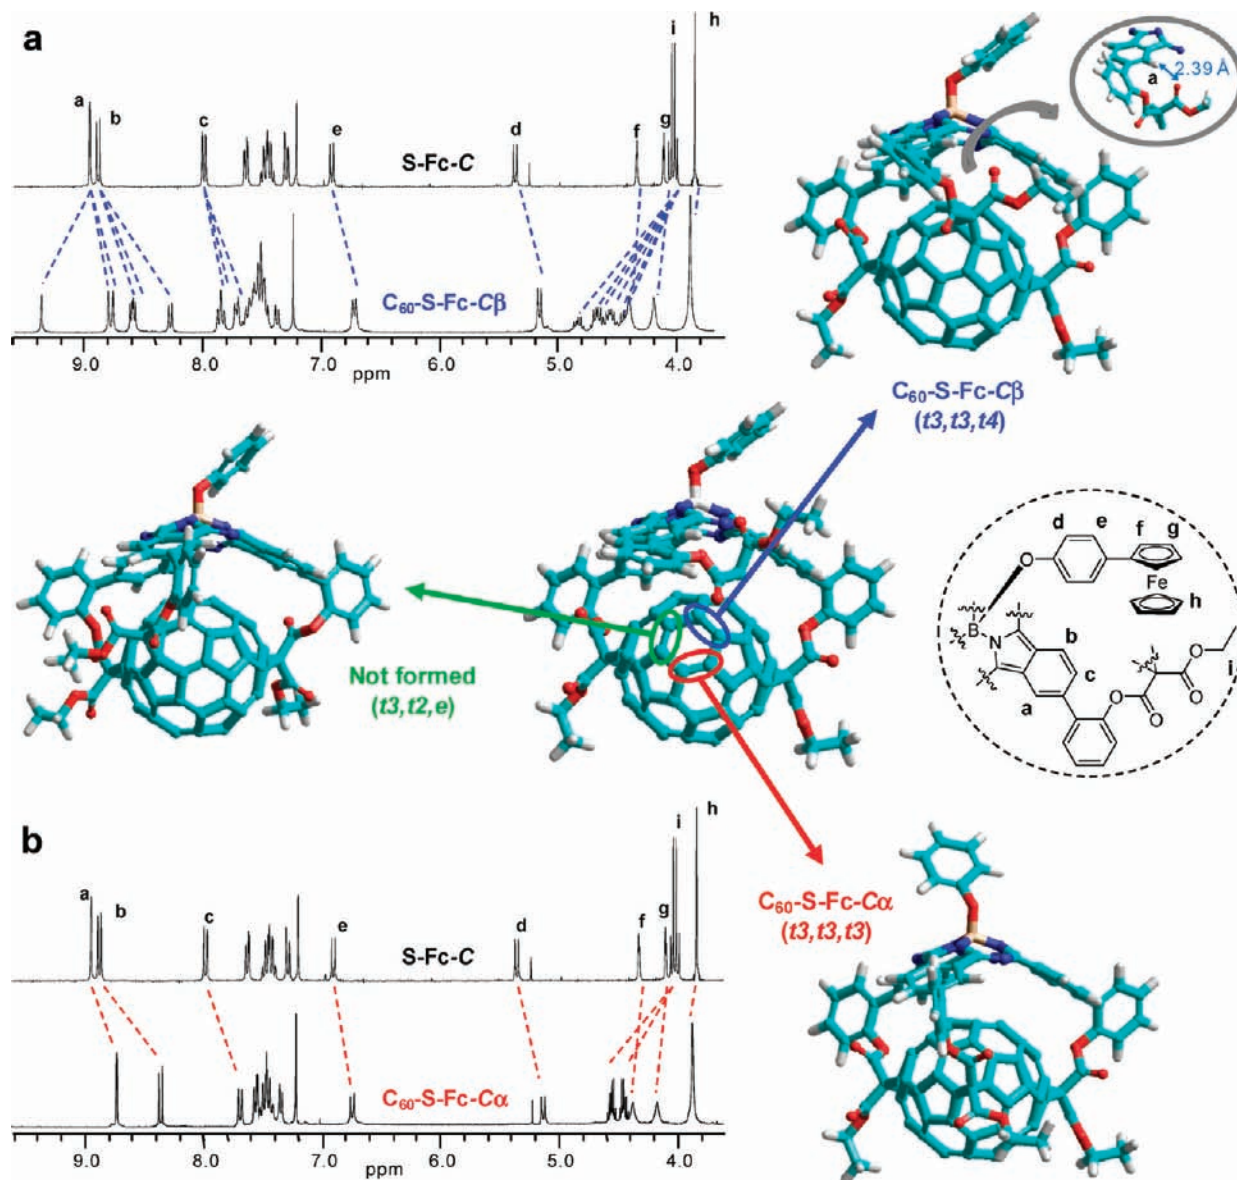 a
a
b
c
e
d
f
g
i
h
S-Fc-C
C60-S-Fc-Cβ
9.0 8.0 7.0 6.0 5.0 4.0
ppm
a
2.39 Å
C60-S-Fc-Cβ
(t3,t3,t4)
Not formed
(t3,t2,e)
d e f g
O
Fe
h
B
N
b
c
a
O
O
O
O
i
C60-S-Fc-Cα
(t3,t3,t3)
b
a
b
c
e
d
f
g
i
h
S-Fc-C
C60-S-Fc-Cα
9.0 8.0 7.0 6.0 5.0 4.0
ppm